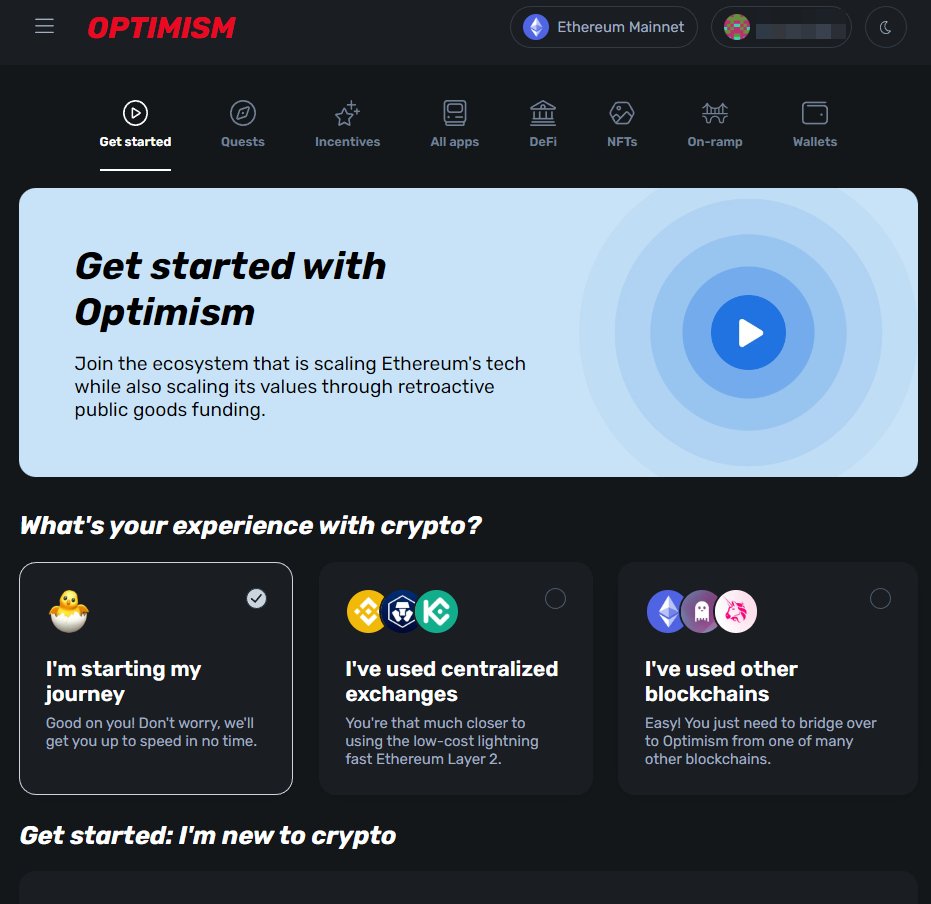 OPTIMISM
Ethereum Mainnet
Get started
Quests
Incentives
All apps
DeFi
NFTs
On-ramp
Wallets
Get started with
Optimism
Join the ecosystem that is scaling Ethereum's tech
while also scaling its values through retroactive
public goods funding.
What's your experience with crypto?
I'm starting my
journey
Good on you! Don't worry, we'll
get you up to speed in no time.
I've used centralized
exchanges
You're that much closer to
using the low-cost lightning
fast Ethereum Layer 2.
I've used other
blockchains
Easy! You just need to bridge over
to Optimism from one of many
other blockchains.
Get started: I'm new to crypto